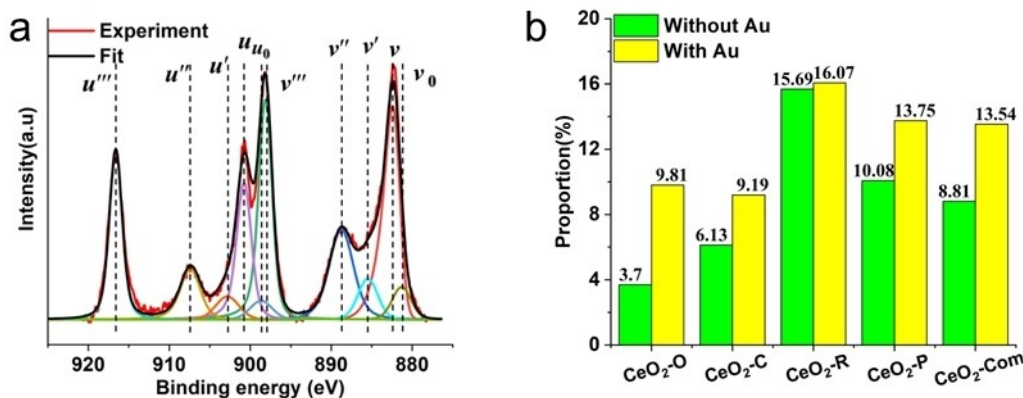 a
Experiment
Fit
u'''
u''
u'
u
u₀
v'''
v''
v'
v
v₀
Intensity(a.u)
920 910 900 890 880
Binding energy (eV)
b
Without Au
With Au
Proportion(%)
20
16
12
8
4
0
3.7
9.81
6.13
9.19
15.69
16.07
10.08
13.75
8.81
13.54
CeO₂-O
CeO₂-C
CeO₂-R
CeO₂-P
CeO₂-Com